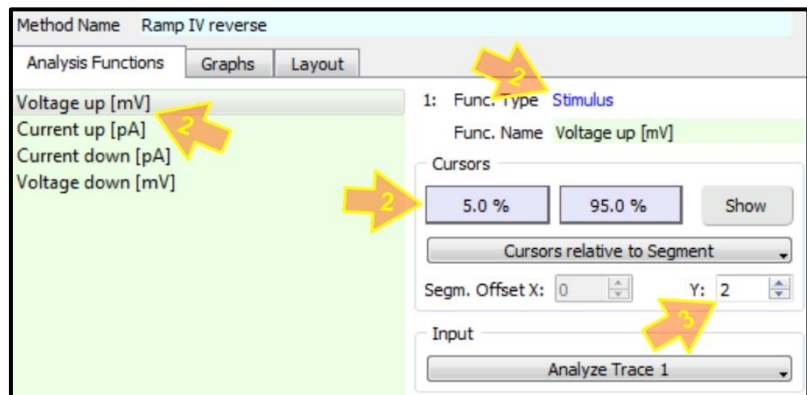 Method Name Ramp IV reverse
Analysis Functions Graphs Layout
Voltage up [mV]
Current up [pA]
Current down [pA]
Voltage down [mV]
2
2
1: Func. Type Stimulus
Func. Name Voltage up [mV]
Cursors
2
5.0 % 95.0 % Show
Cursors relative to Segment
Segm. Offset X: 0 Y: 2
3
Input
Analyze Trace 1